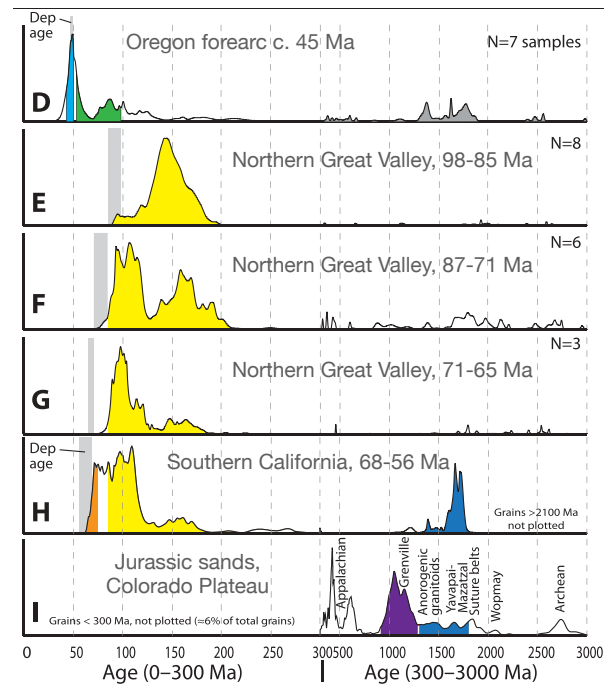 Dep
age
Oregon forearc c. 45 Ma
N=7 samples
D
N=8
Northern Great Valley, 98-85 Ma
E
N=6
Northern Great Valley, 87-71 Ma
F
N=3
Northern Great Valley, 71-65 Ma
G
Dep
age
Southern California, 68-56 Ma
H
Grains >2100 Ma
not plotted
Jurassic sands,
Colorado Plateau
Appalachian
Grenville
Anorogenic
granitoids
Yavapai-
Mazatzal
Suture belts
Wopmay
Archean
I
Grains < 300 Ma, not plotted (≈6% of total grains)
0 50 100 150 200 250 300 500 1000 1500 2000 2500 3000
Age (0–300 Ma)
Age (300–3000 Ma)